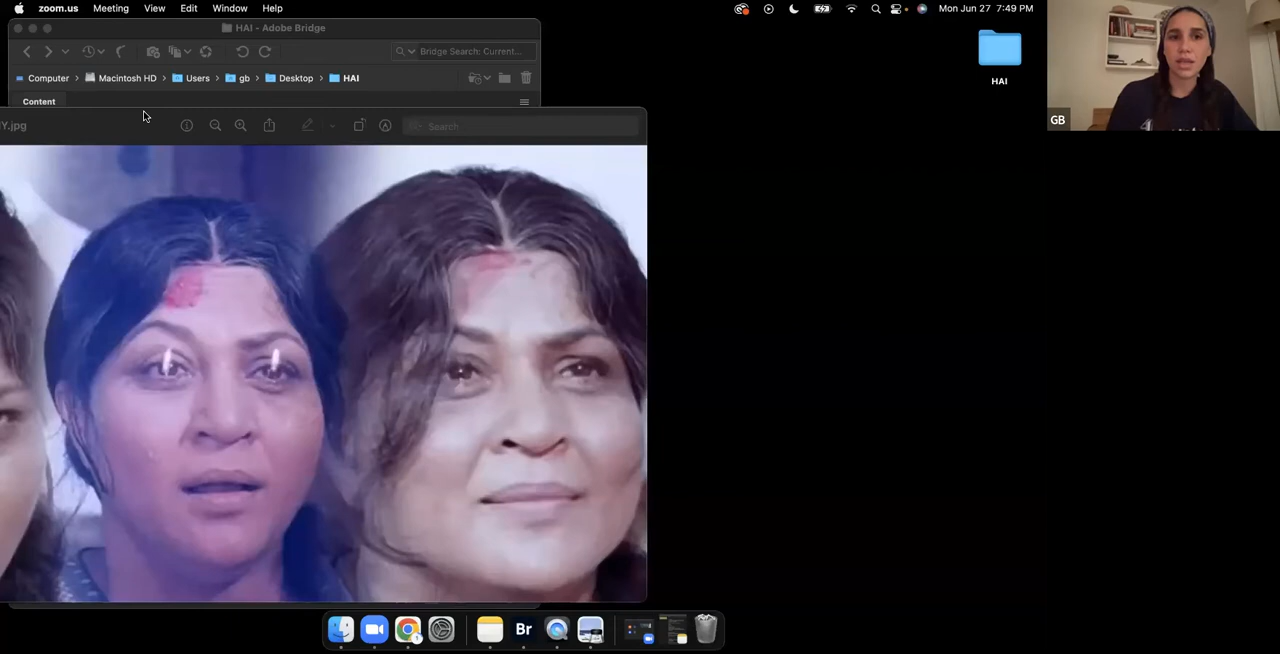 zoom.us Meeting View Edit Window Help Mon Jun 27 7:49 PM
HAI - Adobe Bridge
Bridge Search: Current...
Computer Macintosh HD Users gb Desktop HAI
HAI
Content
Y.jpg
Search
GB
Br